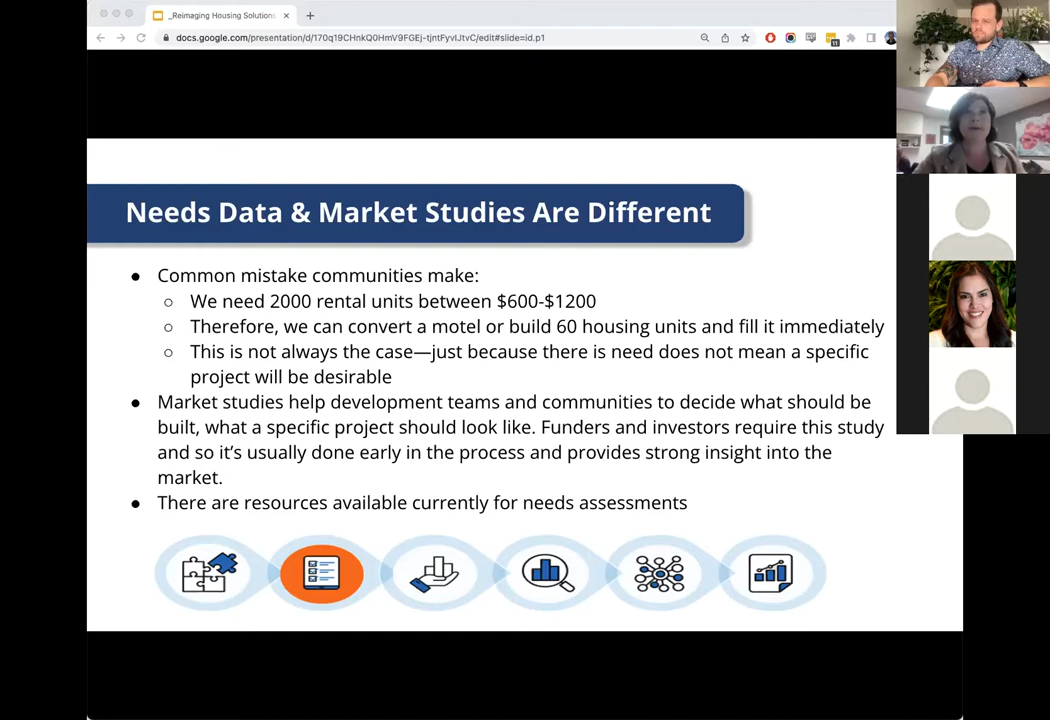 _Reimaging Housing Solutions
docs.google.com/presentation/d/170q19CHnkQ0HmV9FGEj-tjntFyvIJtvC/edit#slide=id.p1
11
Needs Data & Market Studies Are Different
● Common mistake communities make:
○ We need 2000 rental units between $600-$1200
○ Therefore, we can convert a motel or build 60 housing units and fill it immediately
○ This is not always the case—just because there is need does not mean a specific
project will be desirable
● Market studies help development teams and communities to decide what should be
built, what a specific project should look like. Funders and investors require this study
and so it’s usually done early in the process and provides strong insight into the
market.
● There are resources available currently for needs assessments